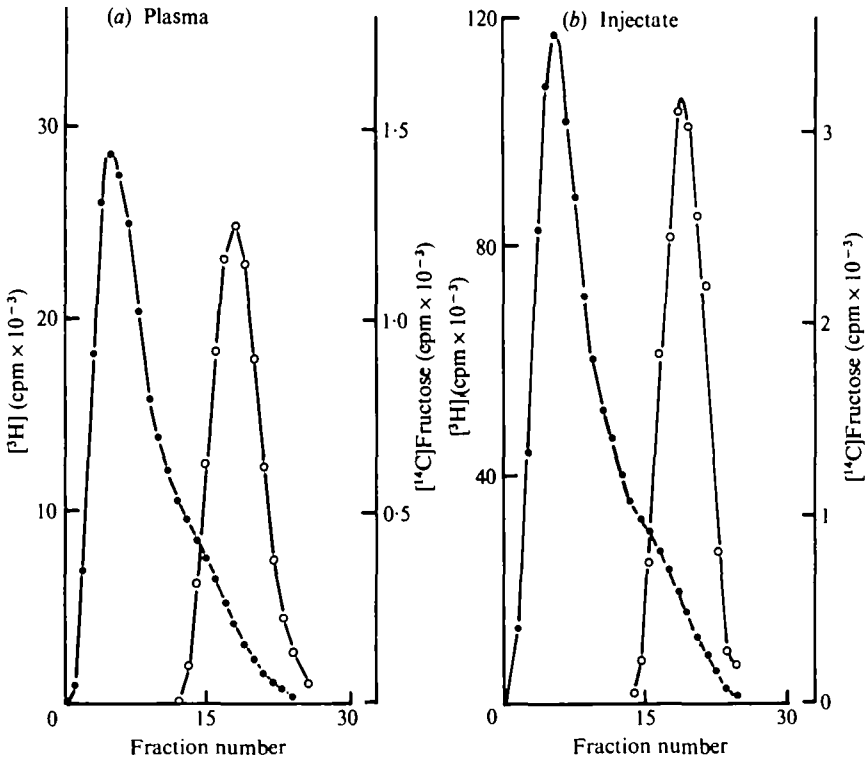 (a) Plasma
[³H] (cpm × 10⁻³)
30
20
10
0
15
30
Fraction number
1·5
1·0
0·5
[¹⁴C]Fructose (cpm × 10⁻³)
(b) Injectate
[³H](cpm × 10⁻³)
120
80
40
0
15
30
Fraction number
3
2
1
0
[¹⁴C]Fructose (cpm × 10⁻³)